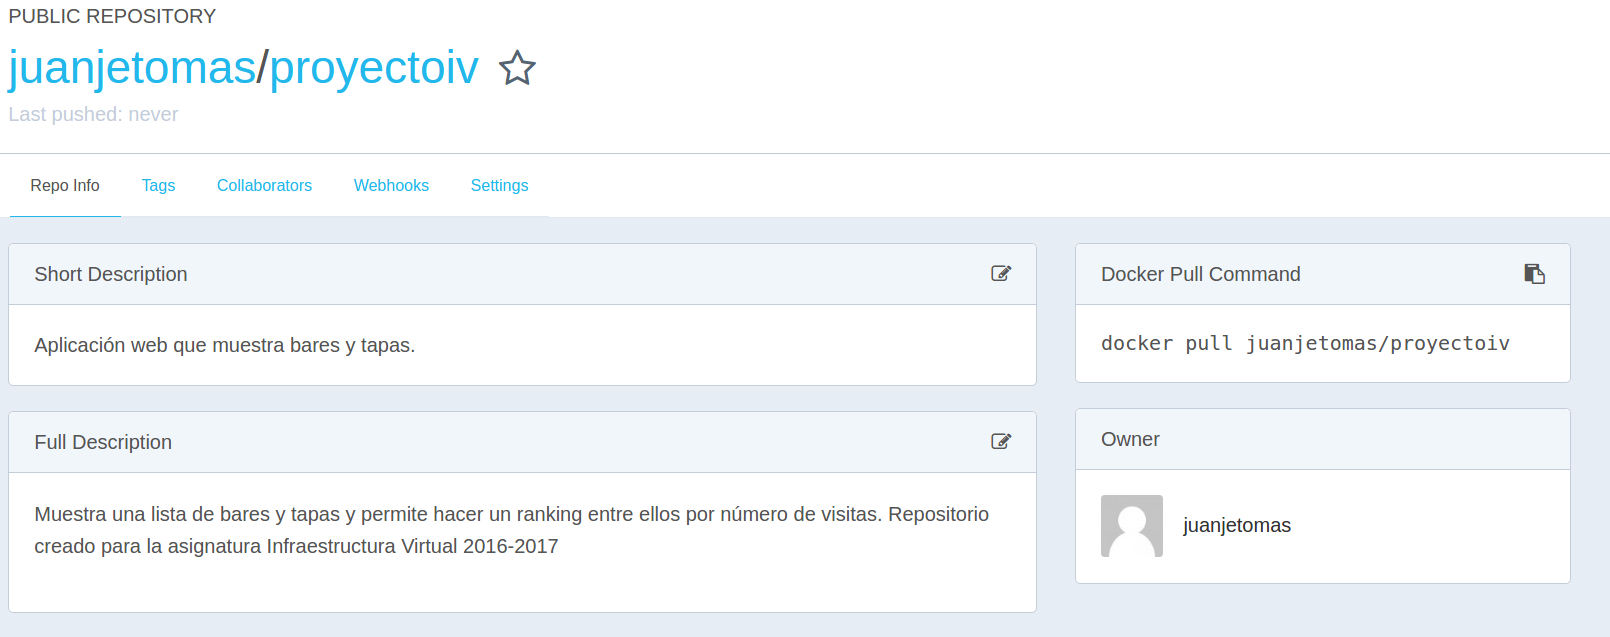 PUBLIC REPOSITORY
juanjetomas/proyectoiv
Last pushed: never
Repo Info Tags Collaborators Webhooks Settings
Short Description
Aplicación web que muestra bares y tapas.
Full Description
Muestra una lista de bares y tapas y permite hacer un ranking entre ellos por número de visitas. Repositorio
creado para la asignatura Infraestructura Virtual 2016-2017
Docker Pull Command
docker pull juanjetomas/proyectoiv
Owner
juanjetomas